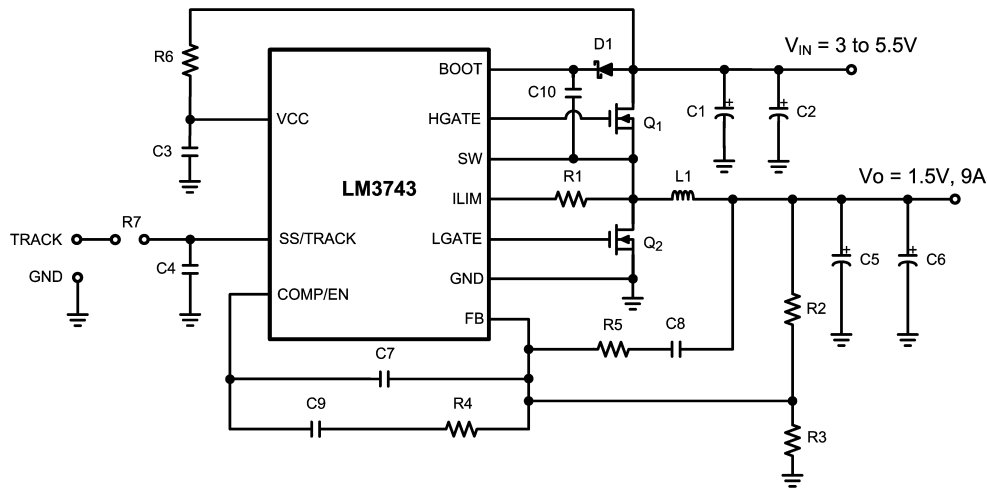 D1
V_IN = 3 to 5.5V
R6
BOOT
C10
C1
+
C2
+
VCC
HGATE
Q1
C3
SW
LM3743
ILIM
R1
L1
Vo = 1.5V, 9A
R7
TRACK
SS/TRACK
LGATE
Q2
C4
C5
+
C6
+
GND
GND
COMP/EN
R2
FB
R5
C8
C7
C9
R4
R3